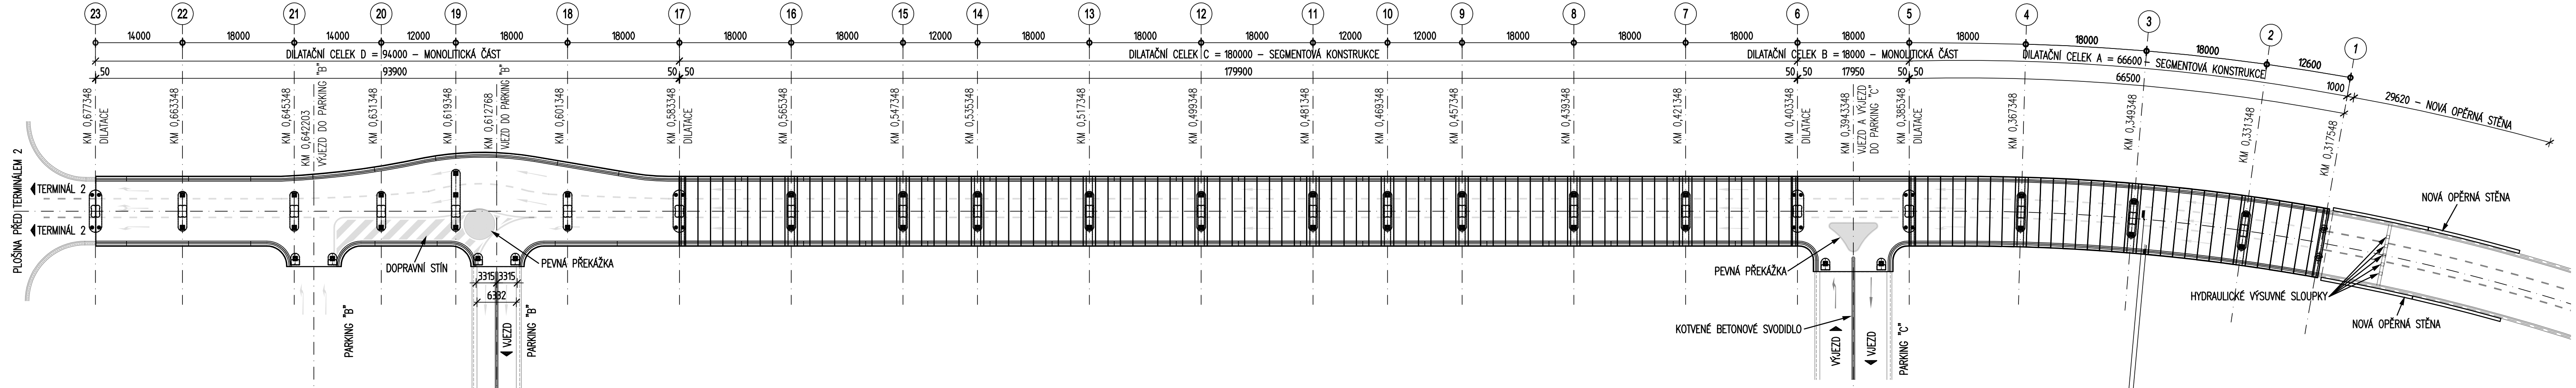 23 22 21 20 19 18 17 16 15 14 13 12 11 10 9 8 7 6 5 4 3 2 1
14000 18000 14000 12000 18000 18000 18000 18000 12000 18000 18000 18000 12000 12000 18000 18000 18000 18000 18000 18000 18000 12600
DILATAČNÍ CELEK D = 94000 – MONOLITICKÁ ČÁST
DILATAČNÍ CELEK C = 180000 – SEGMENTOVÁ KONSTRUKCE
DILATAČNÍ CELEK B = 18000 – MONOLITICKÁ ČÁST
DILATAČNÍ CELEK A = 66600 – SEGMENTOVÁ KONSTRUKCE
50 93900 50 50 179900 50 50 17950 50 50 66500 1000
29620 – NOVÁ OPĚRNÁ STĚNA
KM 0,677348
DILATACE
KM 0,663348
KM 0,645348
KM 0,642203
VÝJEZD DO PARKING "B"
KM 0,631348
KM 0,619348
KM 0,612768
VJEZD DO PARKING "B"
KM 0,601348
KM 0,583348
DILATACE
KM 0,565348
KM 0,547348
KM 0,535348
KM 0,517348
KM 0,499348
KM 0,481348
KM 0,469348
KM 0,457348
KM 0,439348
KM 0,421348
KM 0,403348
DILATACE
KM 0,394348
VJEZD A VÝJEZD
DO PARKING "C"
KM 0,385348
DILATACE
KM 0,367348
KM 0,349348
KM 0,331348
KM 0,317548
PLOŠINA PŘED TERMINÁLEM 2
TERMINÁL 2
TERMINÁL 2
DOPRAVNÍ STÍN
PEVNÁ PŘEKÁŽKA
3315 3315
6332
PARKING "B"
VJEZD
PARKING "B"
PEVNÁ PŘEKÁŽKA
KOTVENÉ BETONOVÉ SVODIDLO
VÝJEZD
VJEZD
PARKING "C"
NOVÁ OPĚRNÁ STĚNA
HYDRAULICKÉ VÝSUVNÉ SLOUPKY
NOVÁ OPĚRNÁ STĚNA